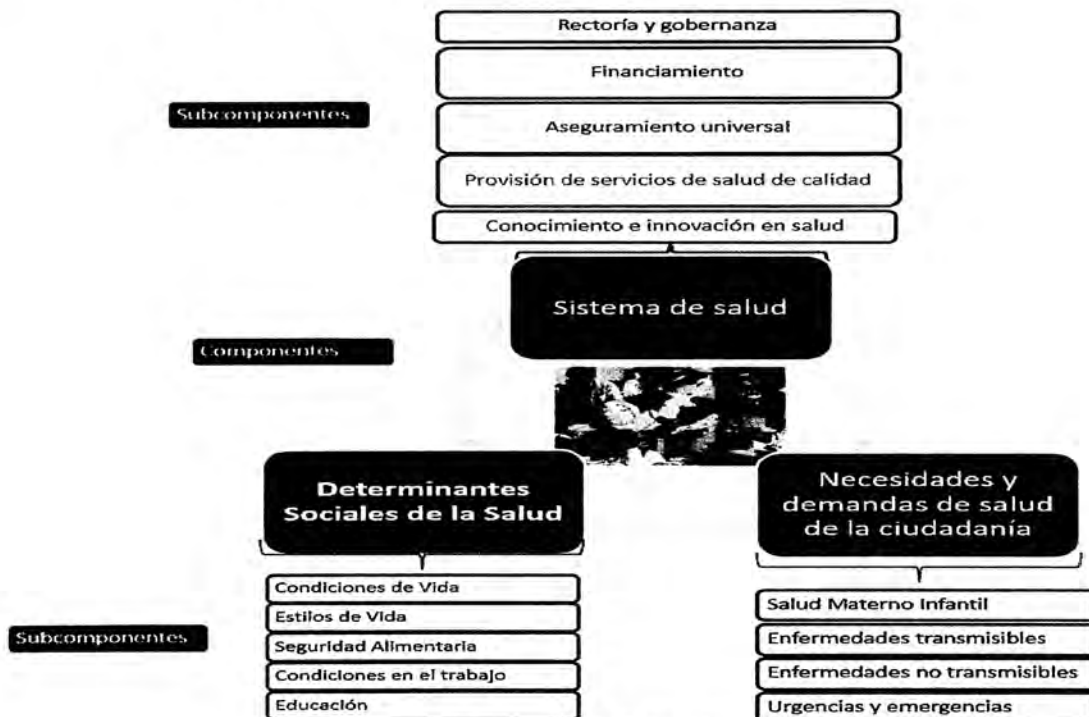 Rectoría y gobernanza
Financiamiento
Subcomponentes
Aseguramiento universal
Provisión de servicios de salud de calidad
Conocimiento e innovación en salud
Sistema de salud
Componentes
Determinantes
Sociales de la Salud
Necesidades y
demandas de salud
de la ciudadanía
Condiciones de Vida
Estilos de Vida
Seguridad Alimentaria
Condiciones en el trabajo
Educación
Subcomponentes
Salud Materno Infantil
Enfermedades transmisibles
Enfermedades no transmisibles
Urgencias y emergencias